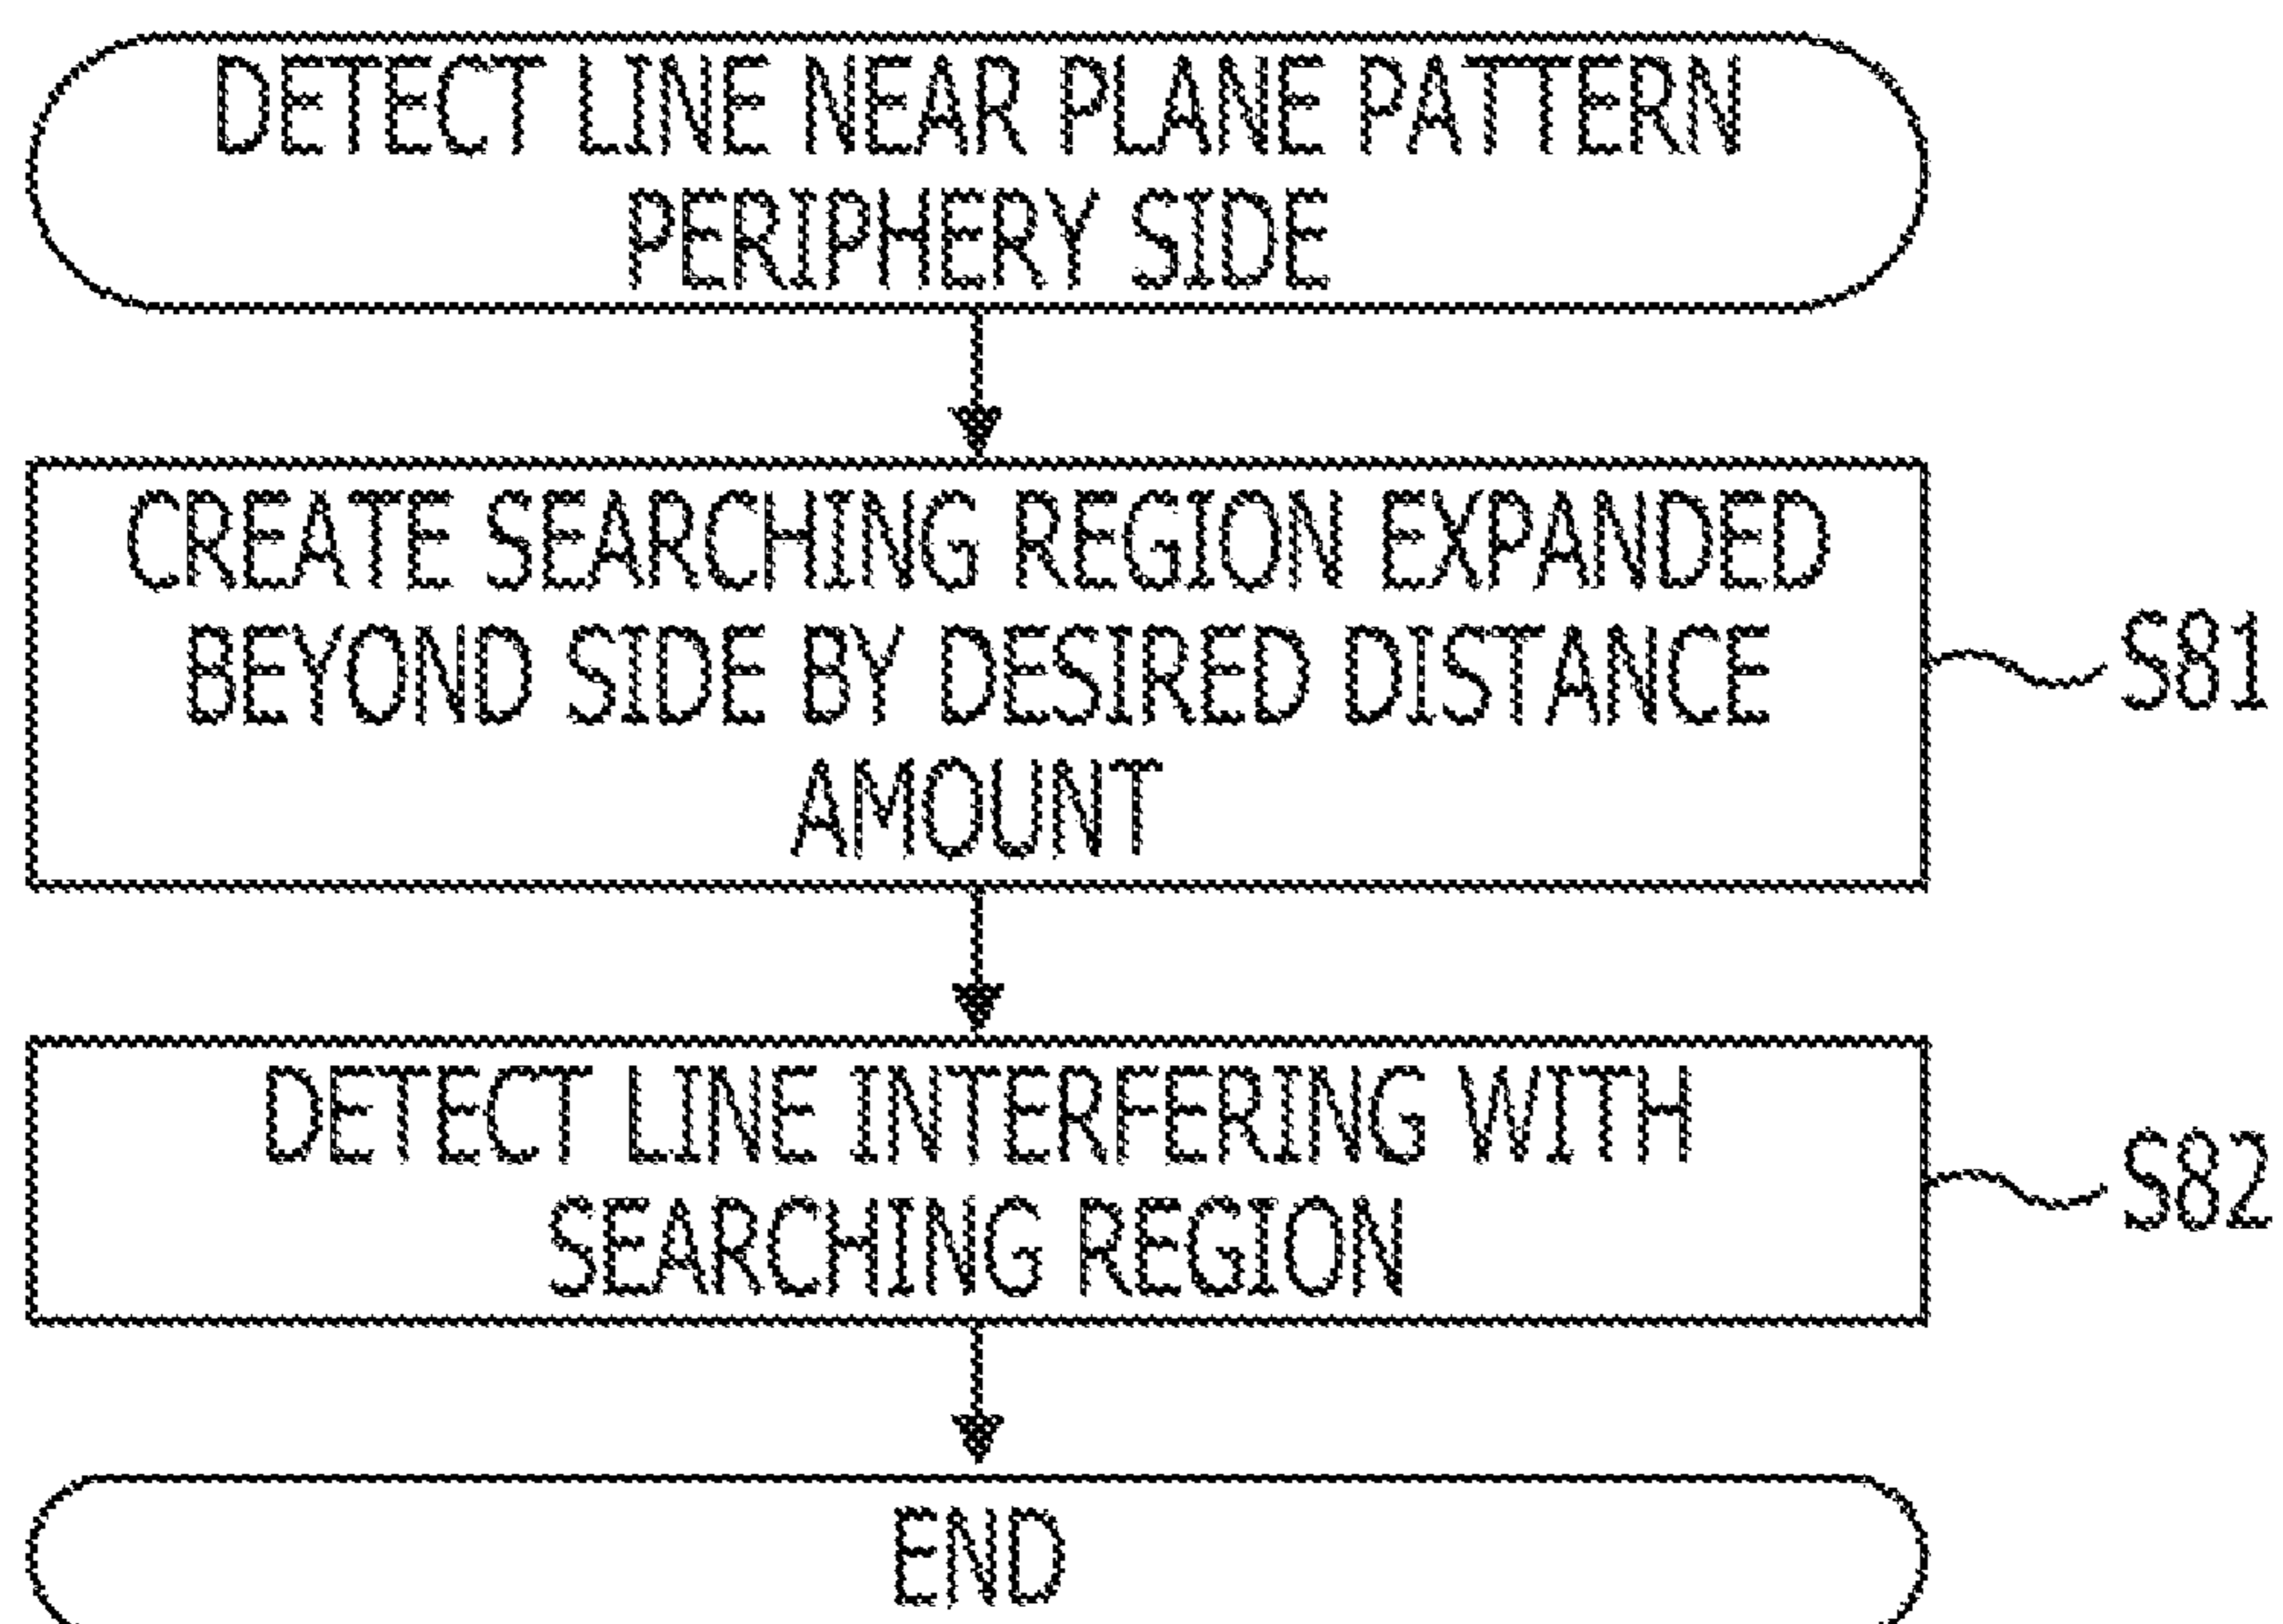 DETECT LINE NEAR PLANE PATTERN
PERIPHERY SIDE
CREATE SEARCHING REGION EXPANDED
BEYOND SIDE BY DESIRED DISTANCE
AMOUNT
S81
DETECT LINE INTERFERING WITH
SEARCHING REGION
S82
END